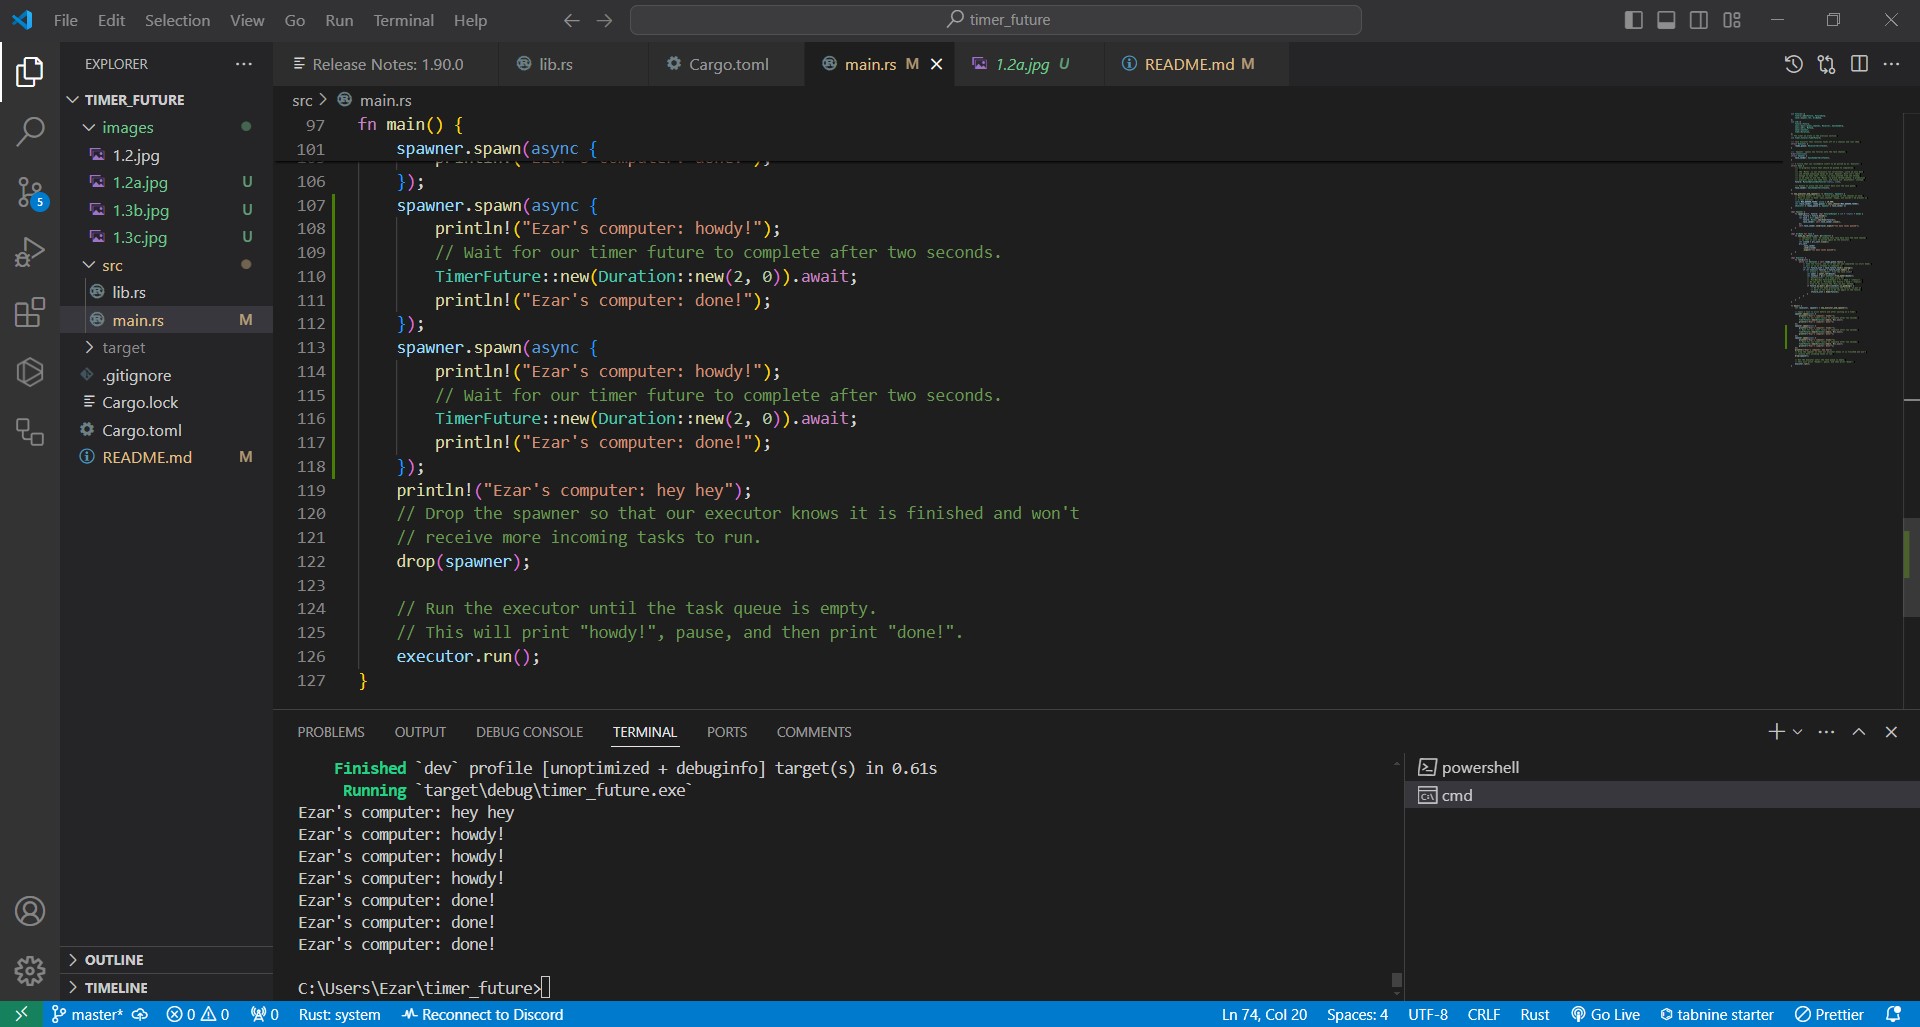 File Edit Selection View Go Run Terminal Help
timer_future
EXPLORER
TIMER_FUTURE
images
1.2.jpg
1.2a.jpg U
1.3b.jpg U
1.3c.jpg U
src
lib.rs
main.rs M
target
.gitignore
Cargo.lock
Cargo.toml
README.md M
OUTLINE
TIMELINE
5
Release Notes: 1.90.0 lib.rs Cargo.toml main.rs M 1.2a.jpg U README.md M
src > main.rs
97 fn main() {
101 spawner.spawn(async {
106 });
107 spawner.spawn(async {
108 println!("Ezar's computer: howdy!");
109 // Wait for our timer future to complete after two seconds.
110 TimerFuture::new(Duration::new(2, 0)).await;
111 println!("Ezar's computer: done!");
112 });
113 spawner.spawn(async {
114 println!("Ezar's computer: howdy!");
115 // Wait for our timer future to complete after two seconds.
116 TimerFuture::new(Duration::new(2, 0)).await;
117 println!("Ezar's computer: done!");
118 });
119 println!("Ezar's computer: hey hey");
120 // Drop the spawner so that our executor knows it is finished and won't
121 // receive more incoming tasks to run.
122 drop(spawner);
123
124 // Run the executor until the task queue is empty.
125 // This will print "howdy!", pause, and then print "done!".
126 executor.run();
127 }
PROBLEMS OUTPUT DEBUG CONSOLE TERMINAL PORTS COMMENTS
Finished `dev` profile [unoptimized + debuginfo] target(s) in 0.61s
Running `target\debug\timer_future.exe`
Ezar's computer: hey hey
Ezar's computer: howdy!
Ezar's computer: howdy!
Ezar's computer: howdy!
Ezar's computer: done!
Ezar's computer: done!
Ezar's computer: done!
C:\Users\Ezar\timer_future>
powershell
cmd
master* 0 0 0 Rust: system Reconnect to Discord Ln 74, Col 20 Spaces: 4 UTF-8 CRLF Rust Go Live tabnine starter Prettier